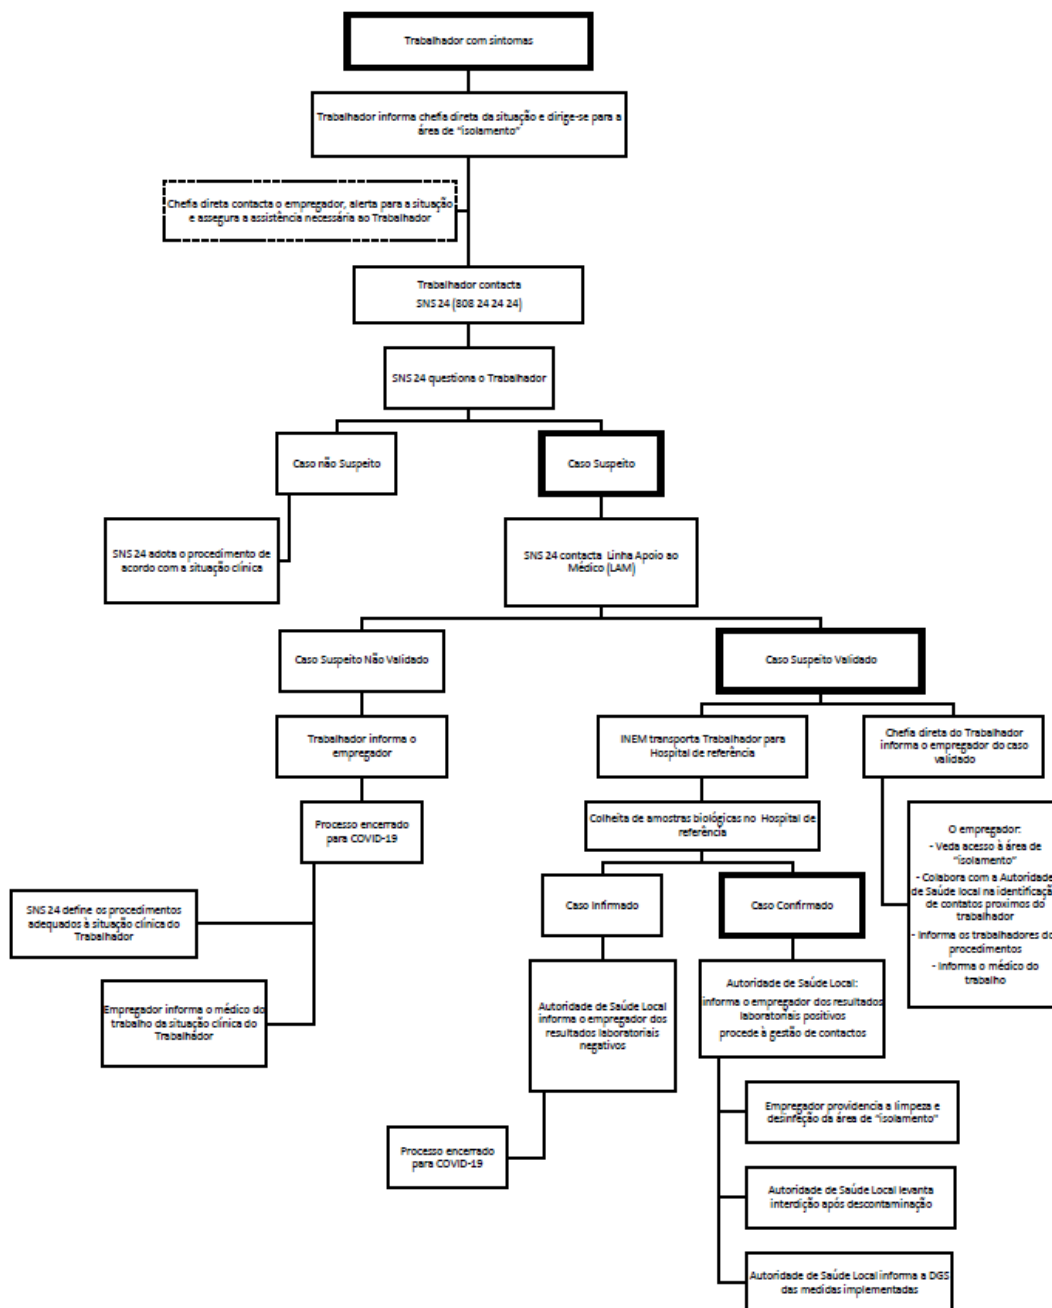 Trabalhador com sintomas
Trabalhador informa chefia direta da situação e dirige-se para a
área de “isolamento”
Chefia direta contacta o empregador, alerta para a situação
e assegura a assistência necessária ao Trabalhador
Trabalhador contacta
SNS 24 (808 24 24 24)
SNS 24 questiona o Trabalhador
Caso não Suspeito
Caso Suspeito
SNS 24 adota o procedimento de
acordo com a situação clínica
SNS 24 contacta Linha Apoio ao
Médico (LAM)
Caso Suspeito Não Validado
Caso Suspeito Validado
Trabalhador informa o
empregador
INEM transporta Trabalhador para
Hospital de referência
Chefia direta do Trabalhador
informa o empregador do caso
validado
Processo encerrado
para COVID-19
Colheita de amostras biológicas no Hospital de
referência
O empregador:
- Veda acesso à área de
“isolamento”
- Colabora com a Autoridade
de Saúde local na identificaçã
de contatos proximos do
trabalhador
- Informa os trabalhadores do
procedimentos
- Informa o médico do
trabalho
SNS 24 define os procedimentos
adequados à situação clínica do
Trabalhador
Caso Infirmado
Caso Confirmado
Empregador informa o médico do
trabalho da situação clínica do
Trabalhador
Autoridade de Saúde Local
informa o empregador dos
resultados laboratoriais
negativos
Autoridade de Saúde Local:
informa o empregador dos resultados
laboratoriais positivos
procede à gestão de contactos
Processo encerrado
para COVID-19
Empregador providencia a limpeza e
desinfeção da área de “isolamento”
Autoridade de Saúde Local levanta
interdição após descontaminação
Autoridade de Saúde Local informa a DGS
das medidas implementadas